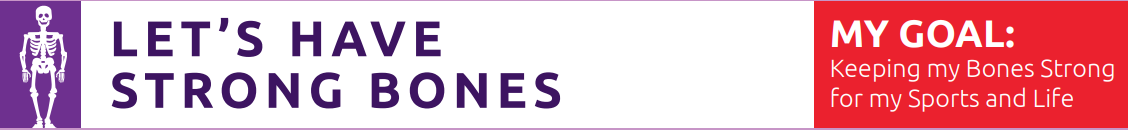 LET’S HAVE
STRONG BONES
MY GOAL:
Keeping my Bones Strong
for my Sports and Life